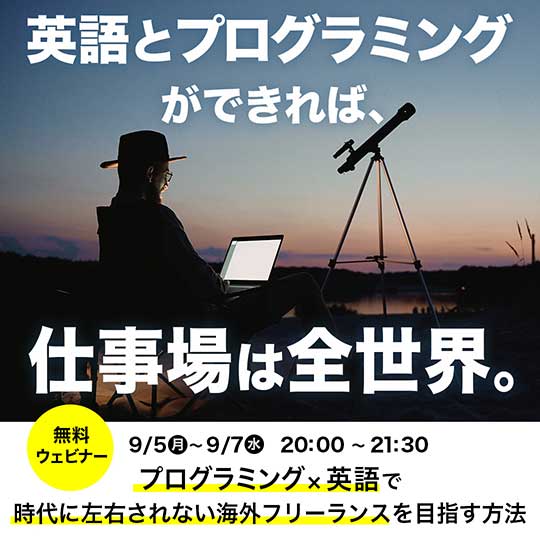 英語とプログラミング
ができれば、
仕事場は全世界。
無料
ウェビナー
9/5月～9/7水 20:00 ～ 21:30
プログラミング×英語で
時代に左右されない海外フリーランスを目指す方法